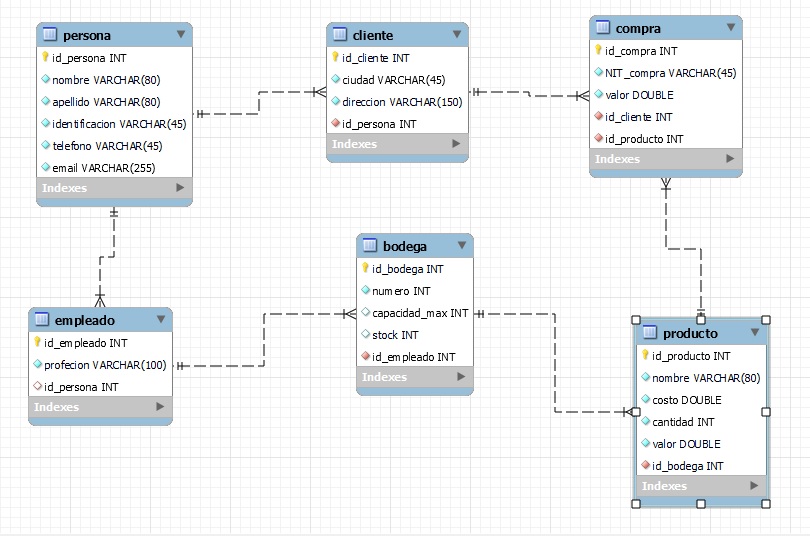 persona
id_persona INT
nombre VARCHAR(80)
apellido VARCHAR(80)
identificacion VARCHAR(45)
telefono VARCHAR(45)
email VARCHAR(255)
Indexes
cliente
id_cliente INT
ciudad VARCHAR(45)
direccion VARCHAR(150)
id_persona INT
Indexes
compra
id_compra INT
NIT_compra VARCHAR(45)
valor DOUBLE
id_cliente INT
id_producto INT
Indexes
empleado
id_empleado INT
profecion VARCHAR(100)
id_persona INT
Indexes
bodega
id_bodega INT
numero INT
capacidad_max INT
stock INT
id_empleado INT
Indexes
producto
id_producto INT
nombre VARCHAR(80)
costo DOUBLE
cantidad INT
valor DOUBLE
id_bodega INT
Indexes